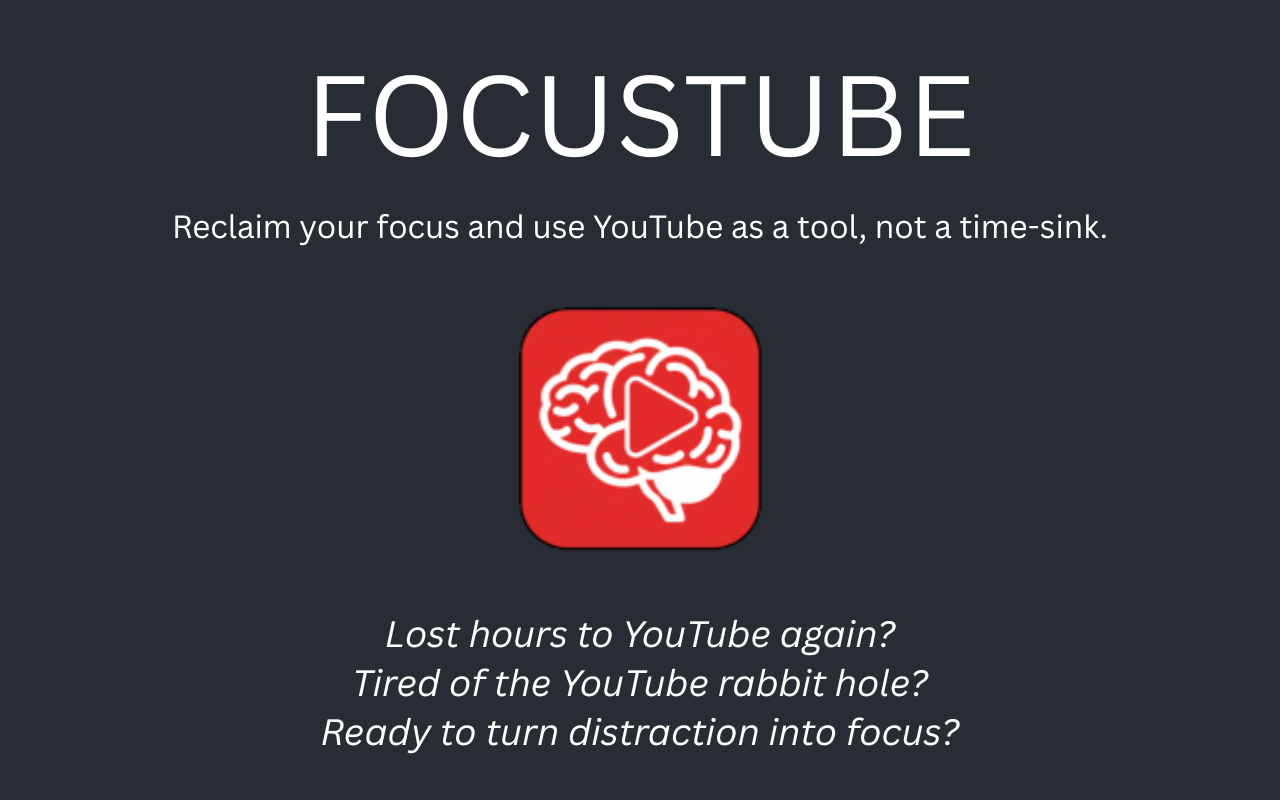 FOCUSTUBE
Reclaim your focus and use YouTube as a tool, not a time-sink.
Lost hours to YouTube again?
Tired of the YouTube rabbit hole?
Ready to turn distraction into focus?